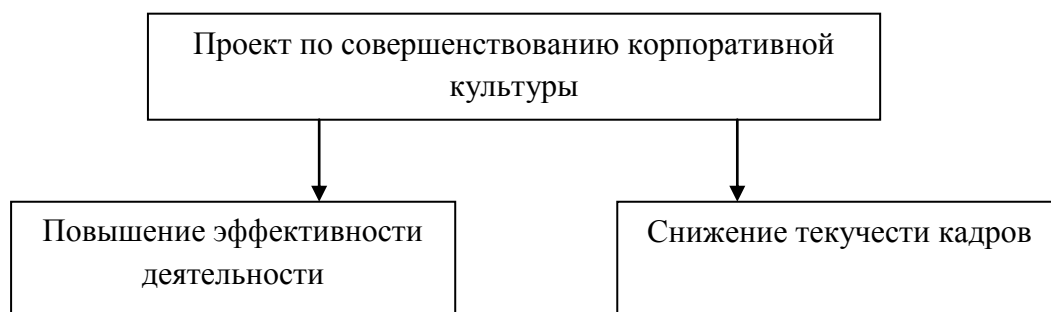 Проект по совершенствованию корпоративной
культуры
Повышение эффективности
деятельности
Снижение текучести кадров